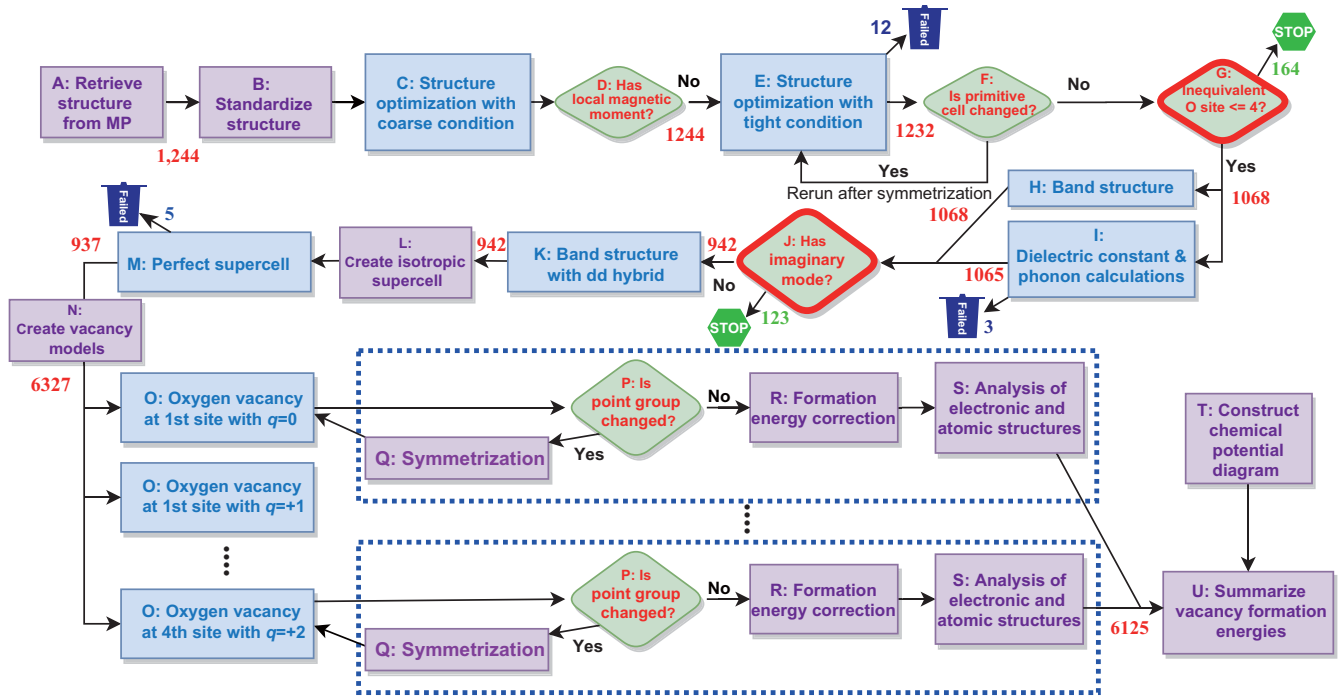 A: Retrieve
structure
from MP
1,244
B:
Standardize
structure
C: Structure
optimization with
coarse condition
D: Has
local magnetic
moment?
No
1244
E: Structure
optimization with
tight condition
12
Failed
1232
F:
Is primitive
cell changed?
Yes
Rerun after symmetrization
No
G:
Inequivalent
O site <= 4?
STOP
164
Yes
1068
H: Band structure
1068
I:
Dielectric constant &
phonon calculations
1065
Failed
3
J: Has
imaginary
mode?
No
942
STOP
123
K: Band structure
with dd hybrid
942
L:
Create isotropic
supercell
M: Perfect supercell
Failed
5
937
N:
Create vacancy
models
6327
O: Oxygen vacancy
at 1st site with q=0
O: Oxygen vacancy
at 1st site with q=+1
O: Oxygen vacancy
at 4th site with q=+2
P: Is
point group
changed?
Yes
Q: Symmetrization
No
R: Formation
energy correction
S: Analysis of
electronic and
atomic structures
P: Is
point group
changed?
Yes
Q: Symmetrization
No
R: Formation
energy correction
S: Analysis of
electronic and
atomic structures
6125
T: Construct
chemical
potential
diagram
U: Summarize
vacancy formation
energies